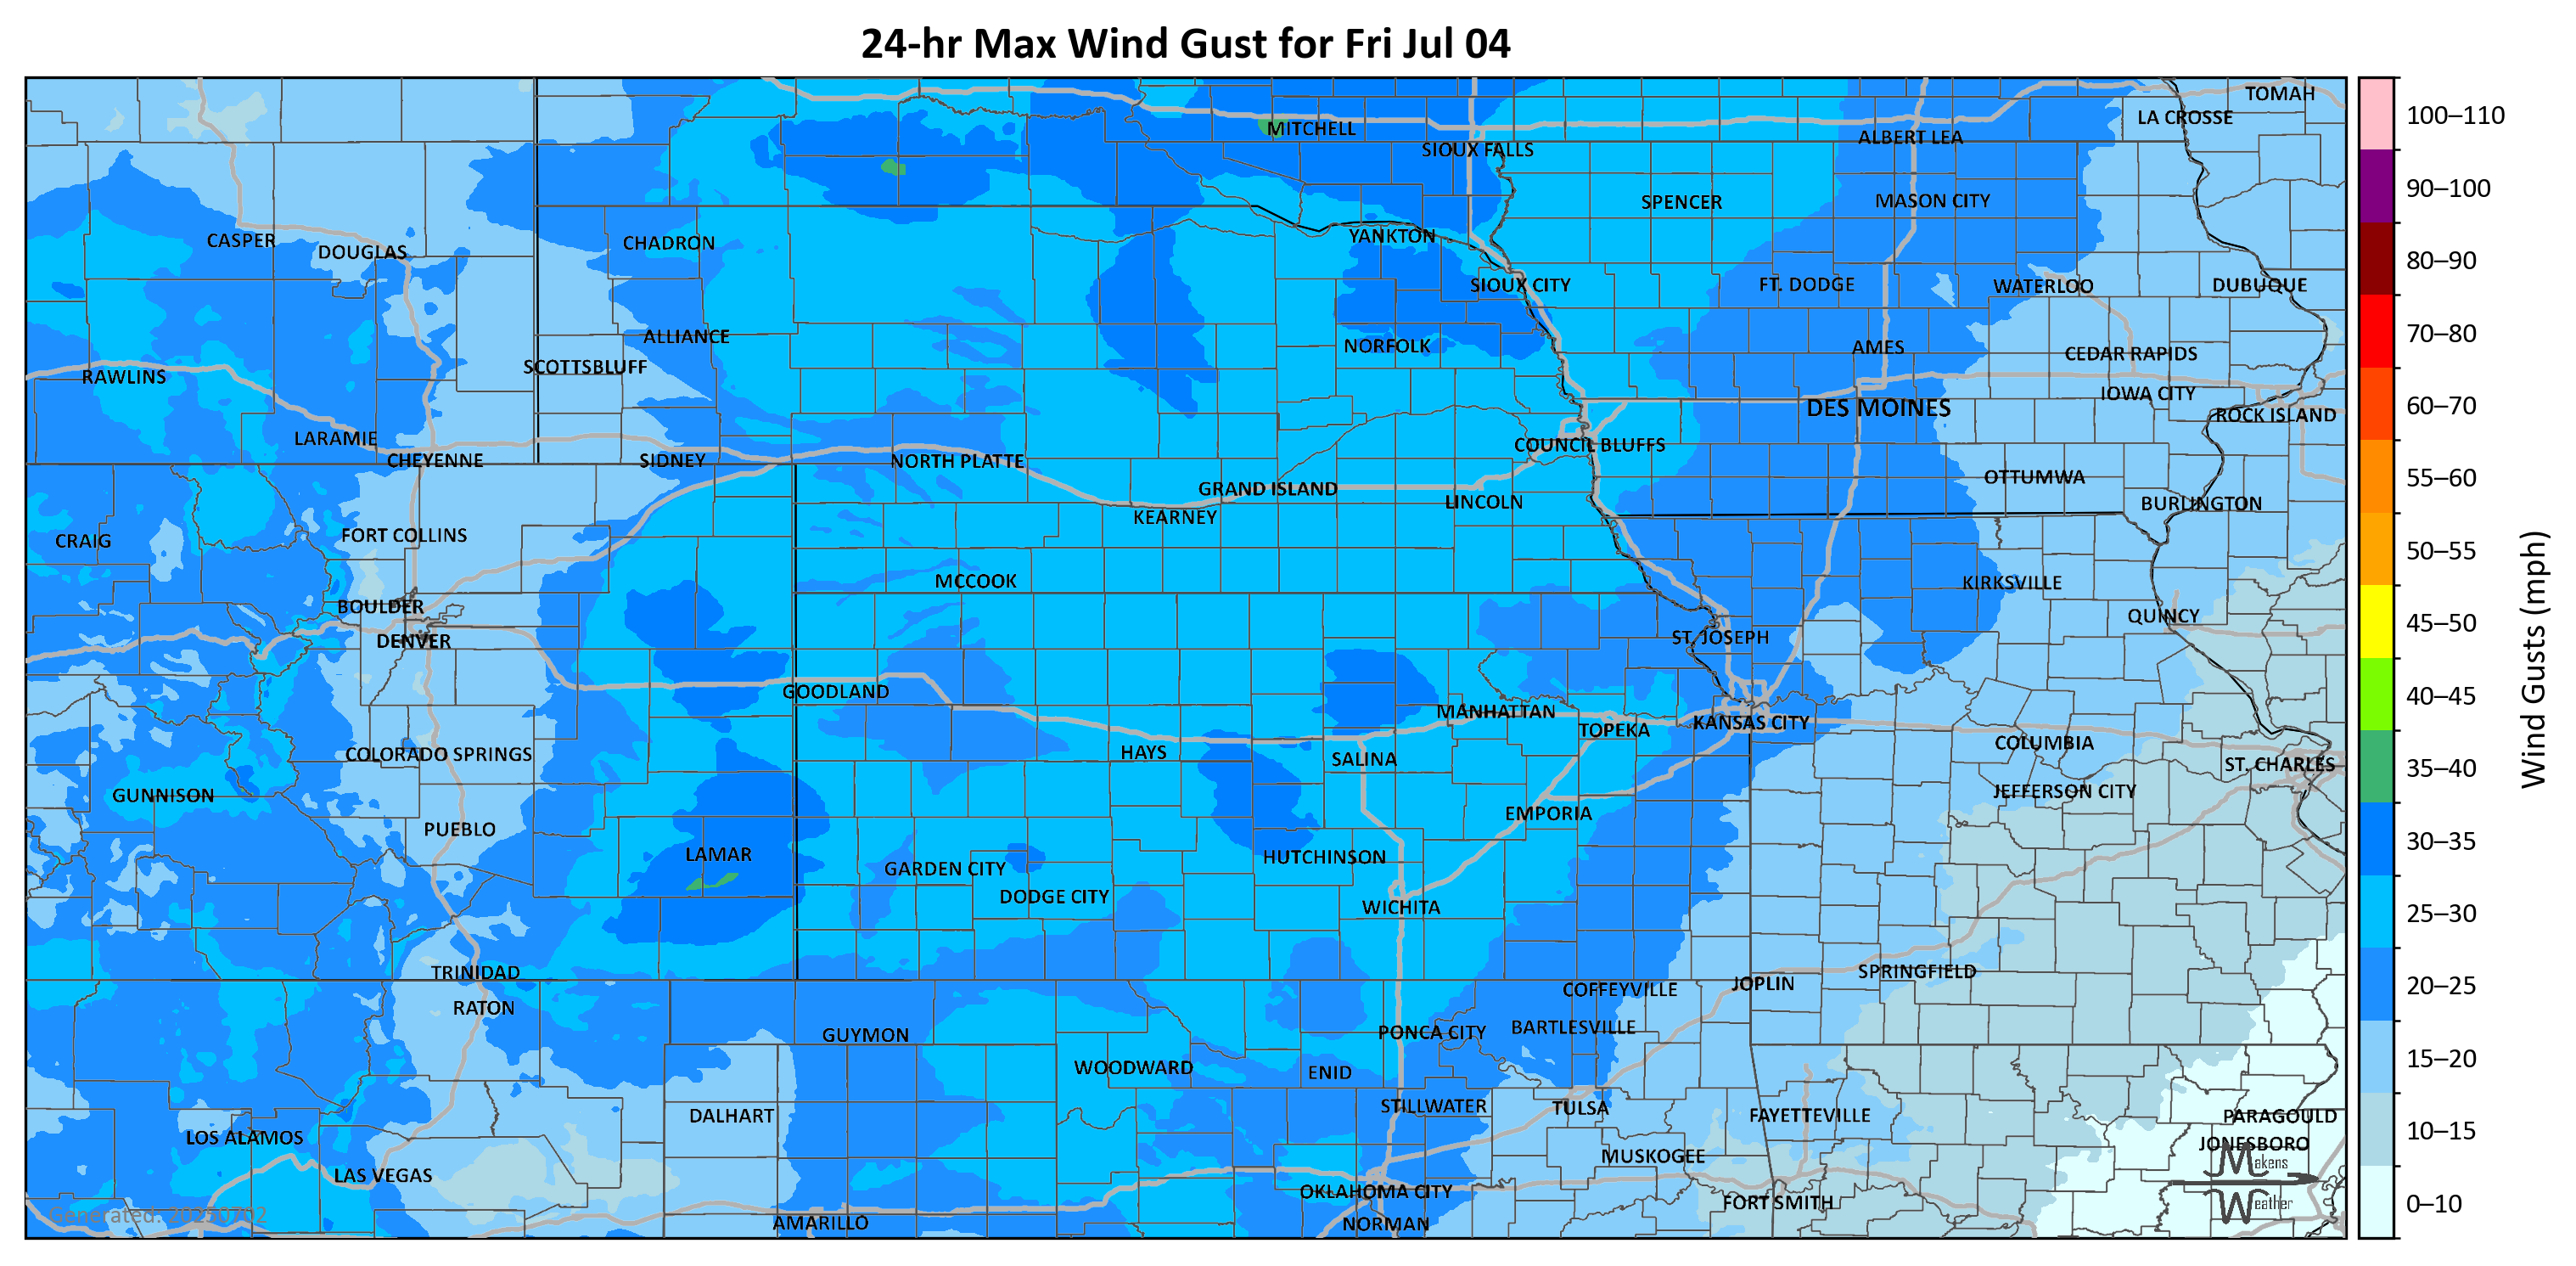 24-hr Max Wind Gust for Fri Jul 04
TOMAH
LA CROSSE
MITCHELL
ALBERT LEA
SIOUX FALLS
SPENCER
MASON CITY
CASPER
DOUGLAS
CHADRON
YANKTON
SIOUX CITY
FT. DODGE
WATERLOO
DUBUQUE
ALLIANCE
NORFOLK
AMES
CEDAR RAPIDS
SCOTTSBLUFF
RAWLINS
IOWA CITY
DES MOINES
ROCK ISLAND
LARAMIE
COUNCIL BLUFFS
CHEYENNE
SIDNEY
NORTH PLATTE
OTTUMWA
GRAND ISLAND
LINCOLN
BURLINGTON
KEARNEY
FORT COLLINS
CRAIG
MCCOOK
KIRKSVILLE
BOULDER
QUINCY
DENVER
ST. JOSEPH
GOODLAND
MANHATTAN
KANSAS CITY
TOPEKA
COLUMBIA
COLORADO SPRINGS
HAYS
SALINA
ST. CHARLES
GUNNISON
JEFFERSON CITY
EMPORIA
PUEBLO
LAMAR
HUTCHINSON
GARDEN CITY
DODGE CITY
WICHITA
TRINIDAD
SPRINGFIELD
JOPLIN
COFFEYVILLE
RATON
BARTLESVILLE
PONCA CITY
GUYMON
WOODWARD
ENID
STILLWATER
TULSA
DALHART
FAYETTEVILLE
PARAGOULD
LOS ALAMOS
JONESBORO
MUSKOGEE
LAS VEGAS
OKLAHOMA CITY
FORT SMITH
AMARILLO
NORMAN
Generated: 20250702
Makens
Weather
100–110
90–100
80–90
70–80
60–70
55–60
50–55
45–50
40–45
35–40
30–35
25–30
20–25
15–20
10–15
0–10
Wind Gusts (mph)